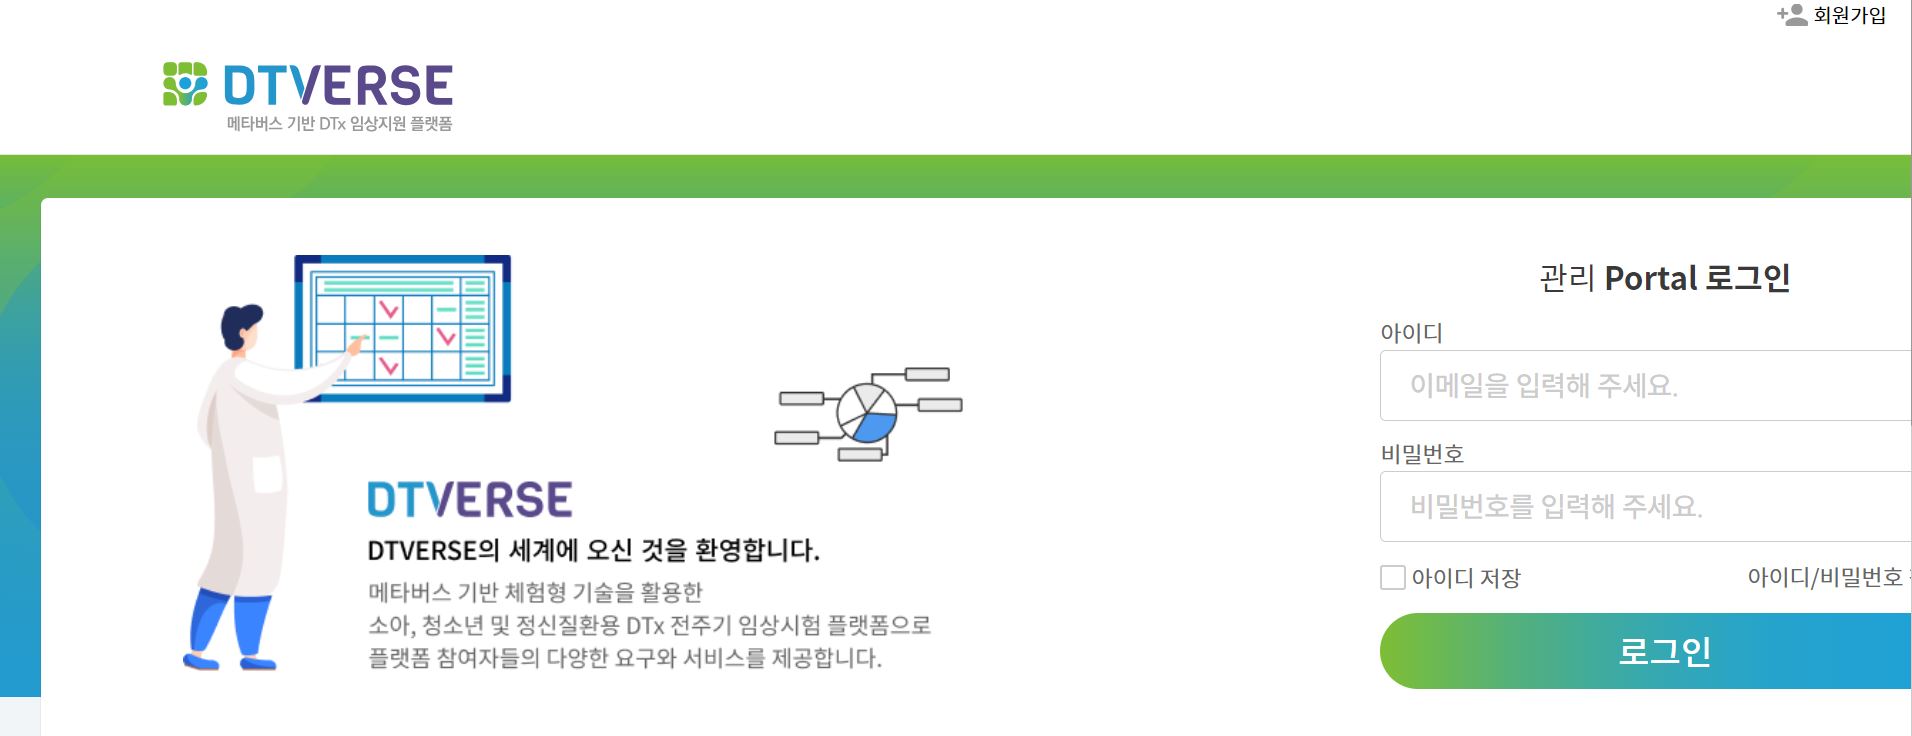 회원가입
DTVERSE
메타버스 기반 DTx 임상지원 플랫폼
관리 Portal 로그인
아이디
이메일을 입력해 주세요.
비밀번호
비밀번호를 입력해 주세요.
아이디 저장
아이디/비밀번호
로그인
DTVERSE
DTVERSE의 세계에 오신 것을 환영합니다.
메타버스 기반 체험형 기술을 활용한
소아, 청소년 및 정신질환용 DTx 전주기 임상시험 플랫폼으로
플랫폼 참여자들의 다양한 요구와 서비스를 제공합니다.